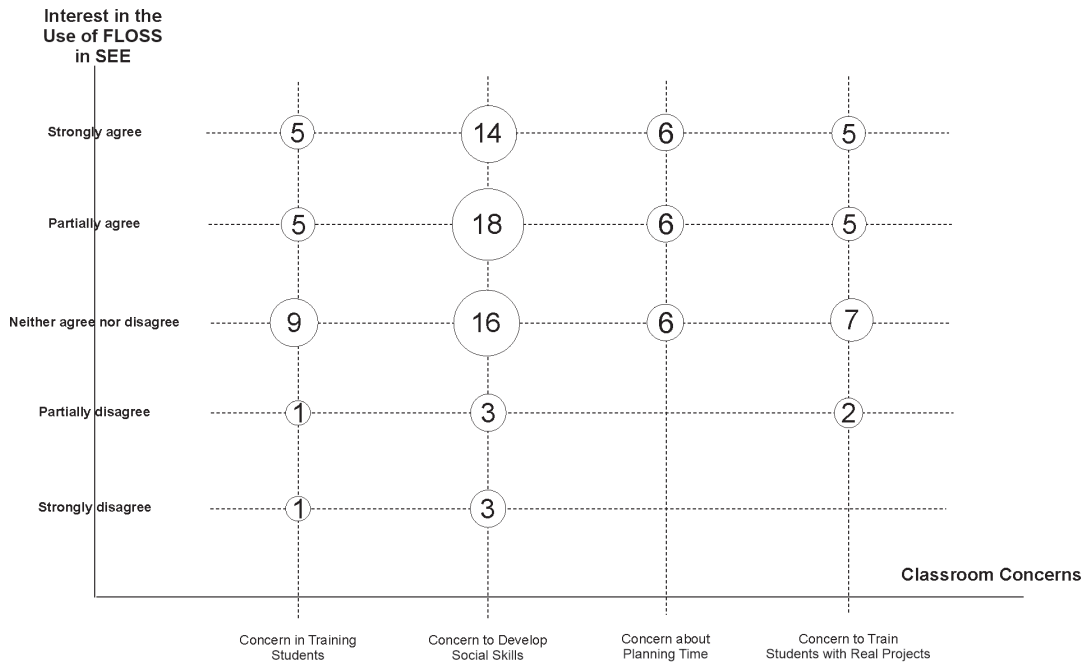 Interest in the
Use of FLOSS
in SEE
Strongly agree
5
14
6
5
Partially agree
5
18
6
5
Neither agree nor disagree
9
16
6
7
Partially disagree
1
3
2
Strongly disagree
1
3
Classroom Concerns
Concern in Training
Students
Concern to Develop
Social Skills
Concern about
Planning Time
Concern to Train
Students with Real Projects